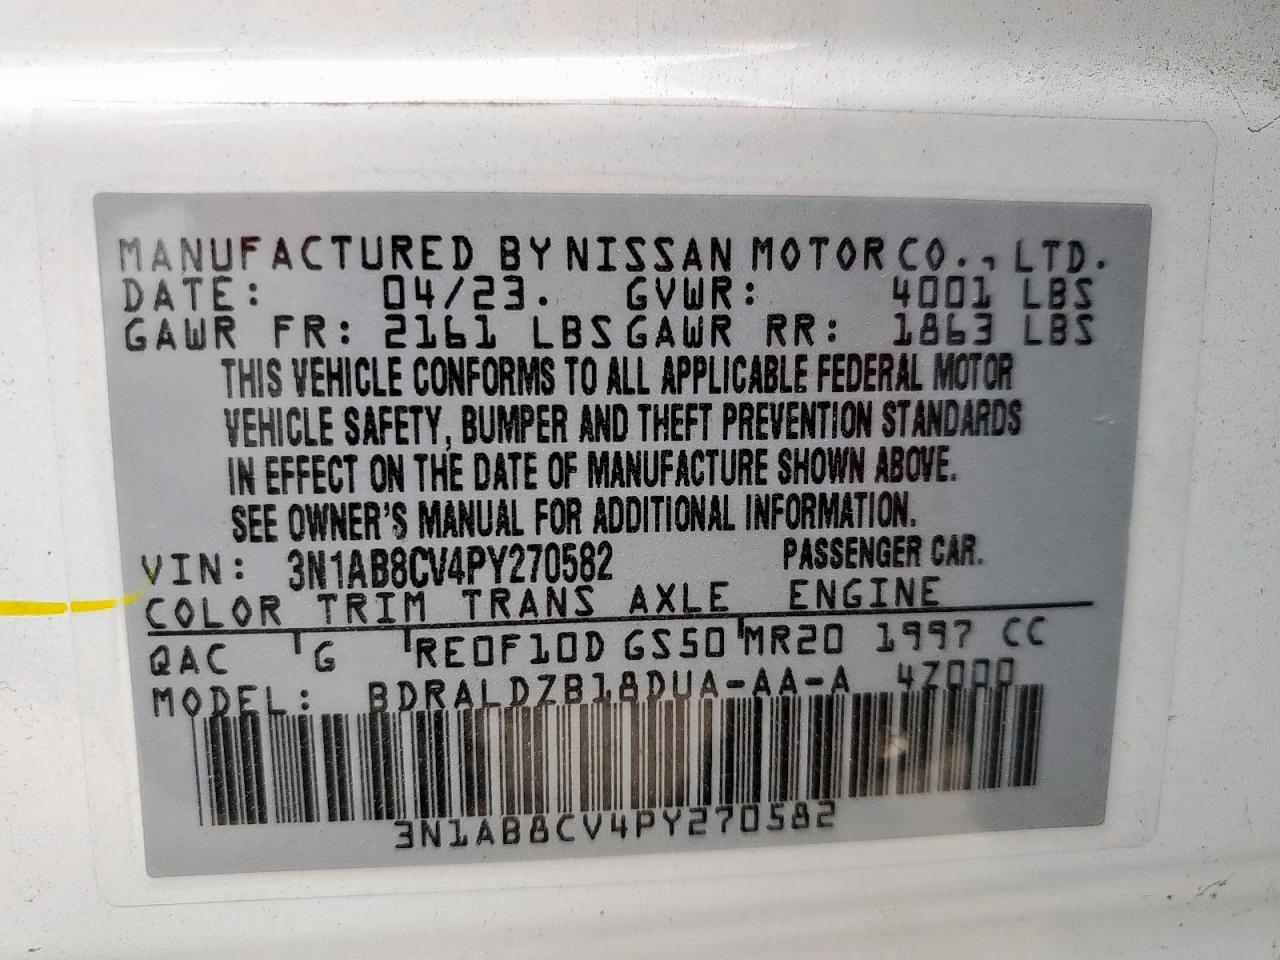 MANUFACTURED BY NISSAN MOTOR CO., LTD.
DATE: 04/23. GVWR: 4001 LBS
GAWR FR: 2161 LBS GAWR RR: 1863 LBS
THIS VEHICLE CONFORMS TO ALL APPLICABLE FEDERAL MOTOR
VEHICLE SAFETY, BUMPER AND THEFT PREVENTION STANDARDS
IN EFFECT ON THE DATE OF MANUFACTURE SHOWN ABOVE.
SEE OWNER'S MANUAL FOR ADDITIONAL INFORMATION.
VIN: 3N1AB8CV4PY270582 PASSENGER CAR.
COLOR TRIM TRANS AXLE ENGINE
QAC G RE0F10D GS50 MR20 1997 CC
MODEL: BDRALDZB18DUA-AA-A 4Z000
3N1AB8CV4PY270582